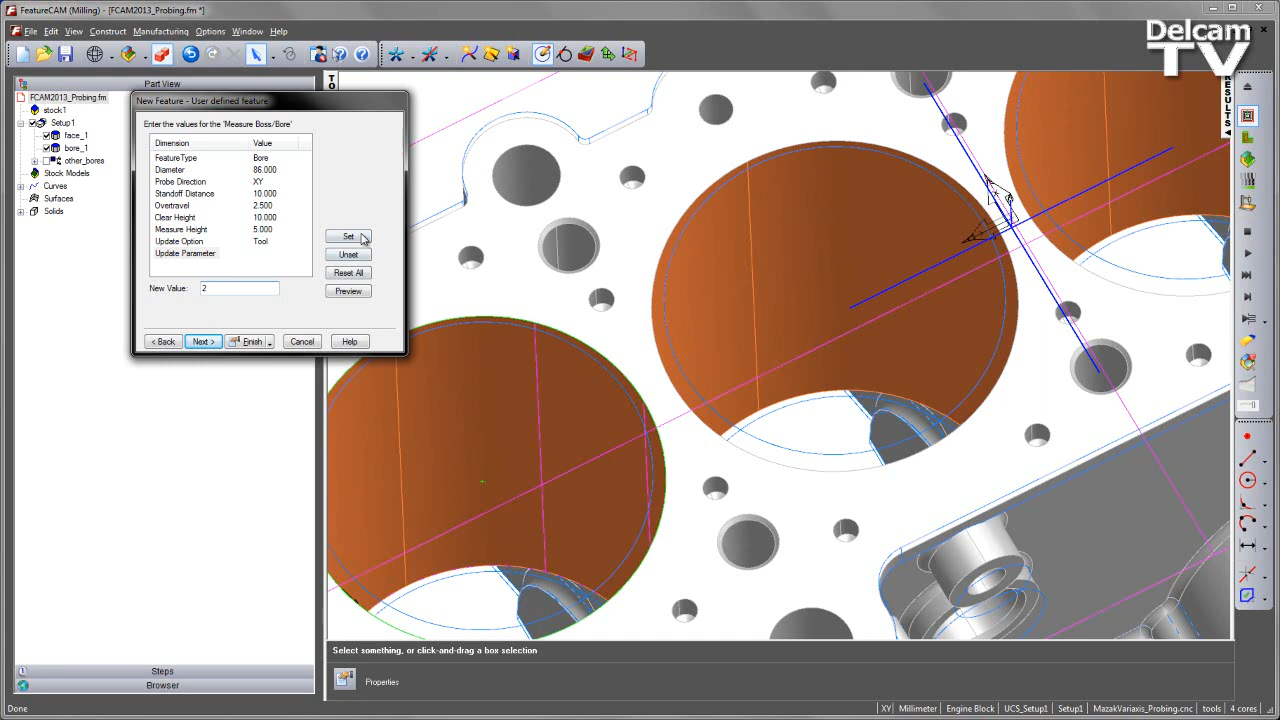 FeatureCAM (Milling) - [FCAM2013_Probing.fm *]
File Edit View Construct Manufacturing Options Window Help
Delcam
TV
Part View
TO
RESULTS
FCAM2013_Probing.fm
stock1
Setup1
face_1
bore_1
other_bores
Stock Models
Curves
Surfaces
Solids
New Feature - User defined feature
Enter the values for the 'Measure Boss/Bore'
Dimension Value
FeatureType Bore
Diameter 86.000
Probe Direction XY
Standoff Distance 10.000
Overtravel 2.500
Clear Height 10.000
Measure Height 5.000
Update Option Tool
Update Parameter
Set
Unset
Reset All
Preview
New Value: 2
< Back Next > Finish Cancel Help
Select something, or click-and-drag a box selection
Properties
Steps
Browser
Done XY Millimeter Engine Block UCS_Setup1 Setup1 MazakVariaxis_Probing.cnc tools 4 cores